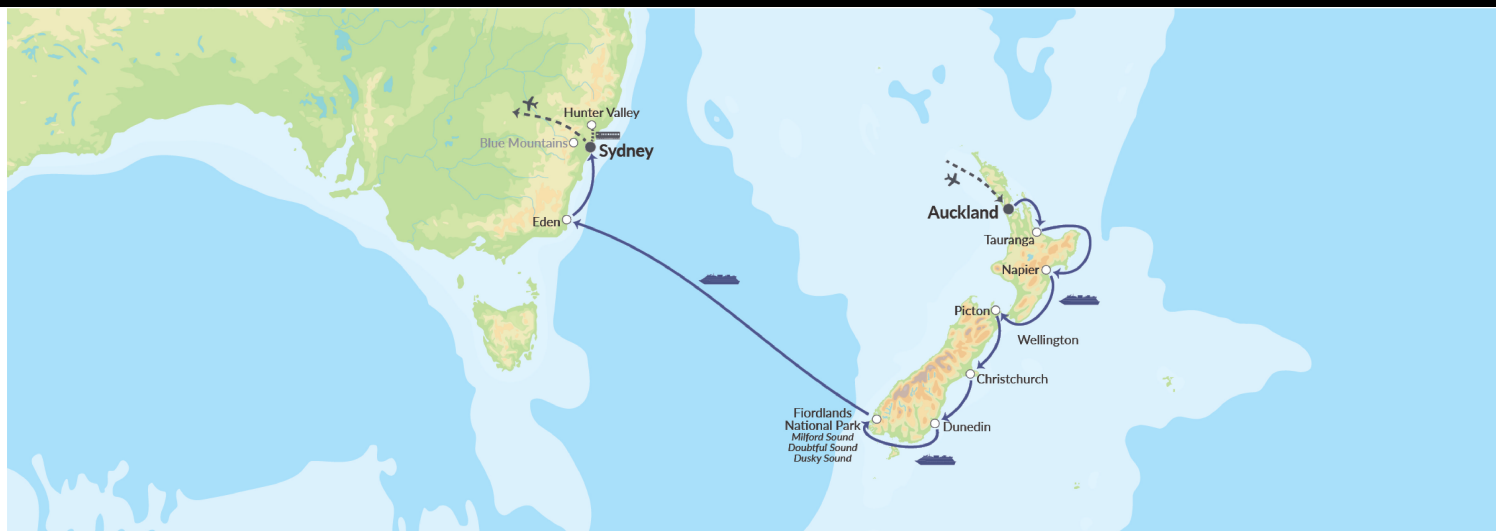 Hunter Valley
Blue Mountains
Sydney
Eden
Auckland
Tauranga
Napier
Picton
Wellington
Christchurch
Fiordlands
National Park
Milford Sound
Doubtful Sound
Dusky Sound
Dunedin